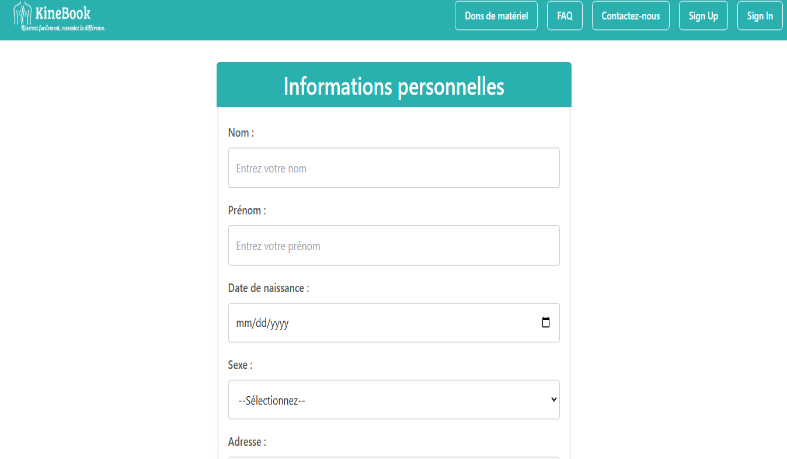 KineBook
Réservez facilement, ressentez la différence.
Dons de matériel
FAQ
Contactez-nous
Sign Up
Sign In
Informations personnelles
Nom :
Entrez votre nom
Prénom :
Entrez votre prénom
Date de naissance :
mm/dd/yyyy
Sexe :
--Sélectionnez--
Adresse :